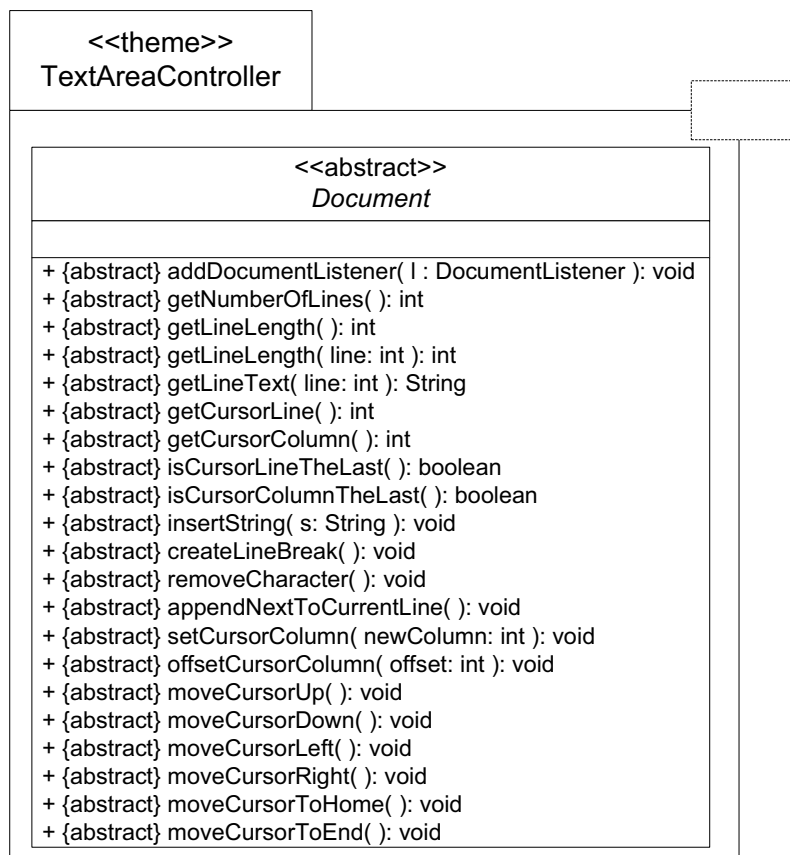 <<theme>>
TextAreaController
<<abstract>>
Document
+ {abstract} addDocumentListener( l : DocumentListener ): void
+ {abstract} getNumberOfLines( ): int
+ {abstract} getLineLength( ): int
+ {abstract} getLineLength( line: int ): int
+ {abstract} getLineText( line: int ): String
+ {abstract} getCursorLine( ): int
+ {abstract} getCursorColumn( ): int
+ {abstract} isCursorLineTheLast( ): boolean
+ {abstract} isCursorColumnTheLast( ): boolean
+ {abstract} insertString( s: String ): void
+ {abstract} createLineBreak( ): void
+ {abstract} removeCharacter( ): void
+ {abstract} appendNextToCurrentLine( ): void
+ {abstract} setCursorColumn( newColumn: int ): void
+ {abstract} offsetCursorColumn( offset: int ): void
+ {abstract} moveCursorUp( ): void
+ {abstract} moveCursorDown( ): void
+ {abstract} moveCursorLeft( ): void
+ {abstract} moveCursorRight( ): void
+ {abstract} moveCursorToHome( ): void
+ {abstract} moveCursorToEnd( ): void